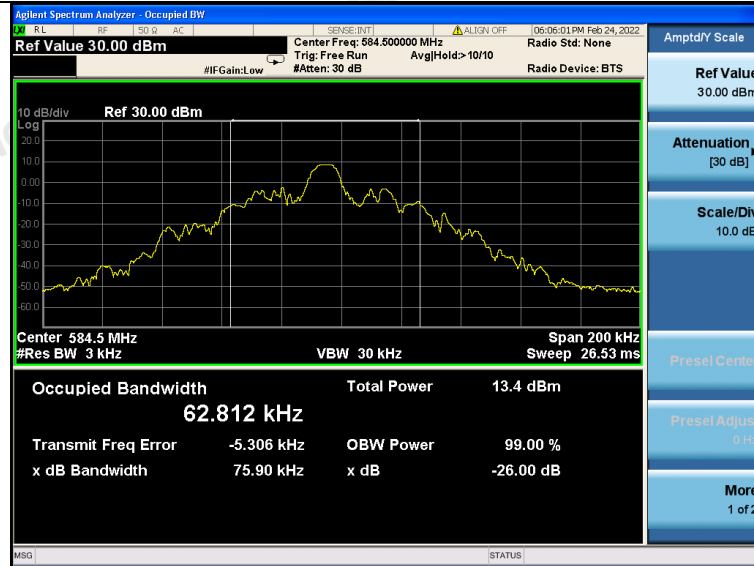 Agilent Spectrum Analyzer - Occupied BW
LXI RL RF 50 Ω AC SENSE:INT ALIGN OFF 06:06:01PM Feb 24, 2022
Ref Value 30.00 dBm Center Freq: 584.500000 MHz Radio Std: None
Trig: Free Run Avg|Hold:>10/10
#IFGain:Low #Atten: 30 dB Radio Device: BTS
10 dB/div Ref 30.00 dBm
Log
20.0
10.0
0.00
-10.0
-20.0
-30.0
-40.0
-50.0
-60.0
Center 584.5 MHz Span 200 kHz
#Res BW 3 kHz VBW 30 kHz Sweep 26.53 ms
Occupied Bandwidth Total Power 13.4 dBm
62.812 kHz
Transmit Freq Error -5.306 kHz OBW Power 99.00 %
x dB Bandwidth 75.90 kHz x dB -26.00 dB
MSG STATUS
Amptd/Y Scale
Ref Value
30.00 dBm
Attenuation
[30 dB]
Scale/Div
10.0 dB
Presel Center
Presel Adjus
0 Hz
More
1 of 2